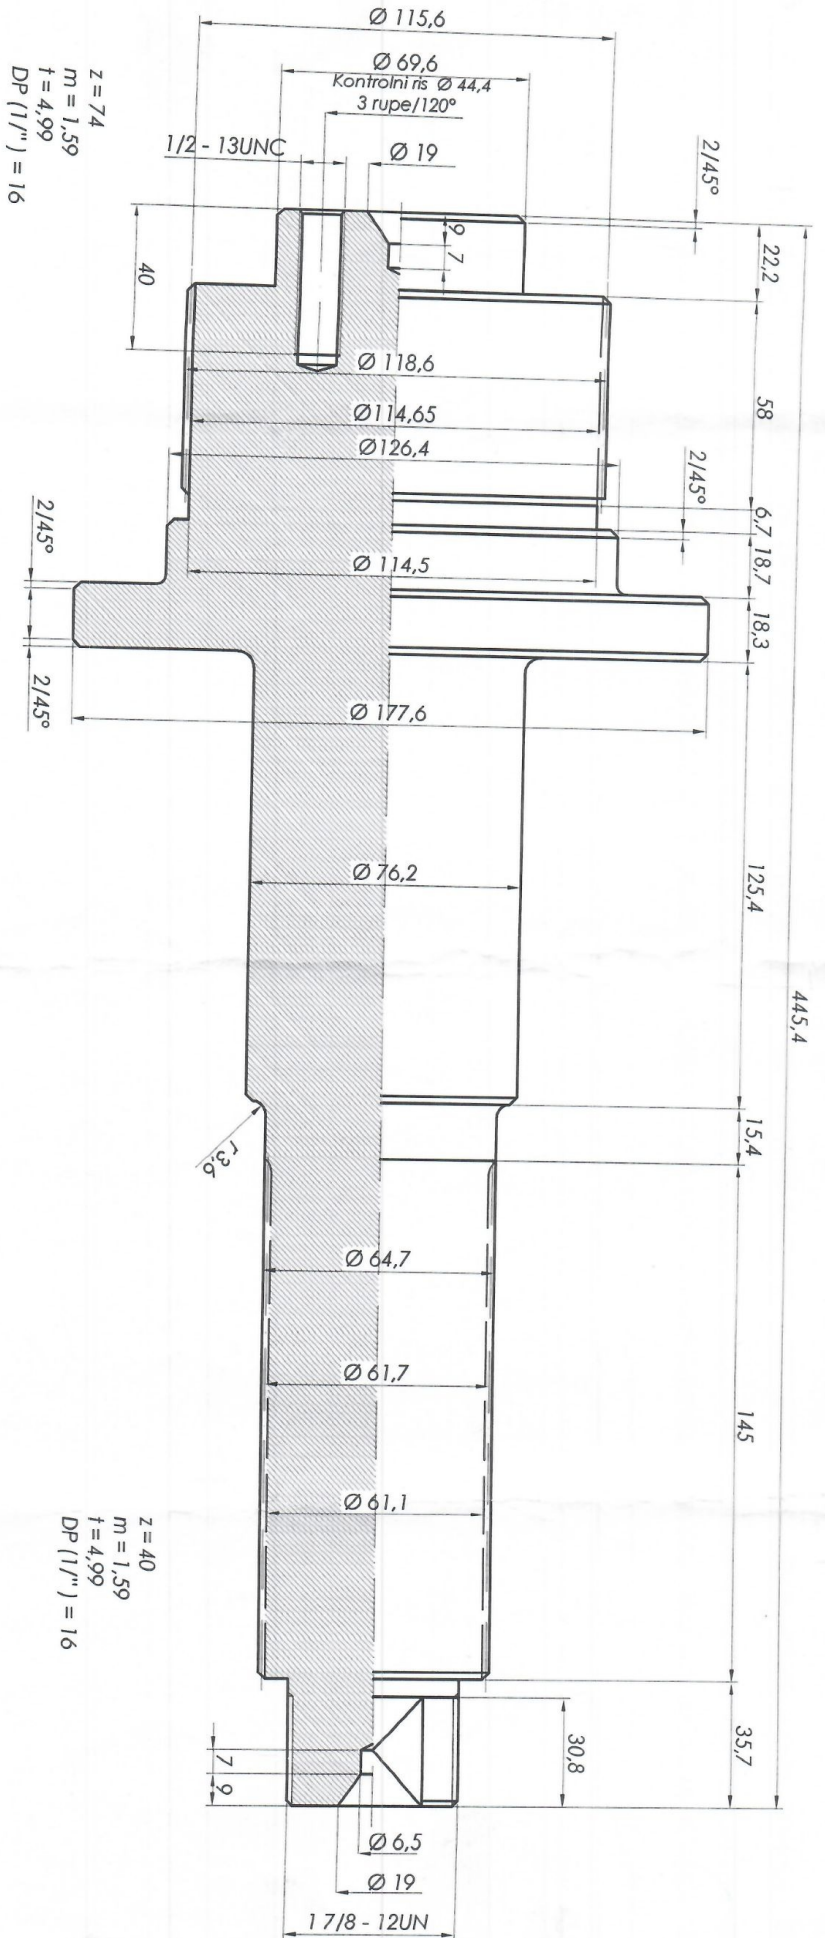 Ø 115,6
Ø 69,6
Kontrolni ris Ø 44,4
3 rupe/120°
1/2 - 13UNC
Ø 19
2/45°
z = 74
m = 1,59
t = 4,99
DP (1/") = 16
9
7
22,2
40
58
Ø 118,6
Ø114,65
Ø126,4
2/45°
6,7
18,7
2/45°
Ø 114,5
18,3
2/45°
Ø 177,6
125,4
Ø 76,2
445,4
15,4
r3,6
Ø 64,7
145
Ø 61,7
Ø 61,1
z = 40
m = 1,59
t = 4,99
DP (1/") = 16
30,8
35,7
7
9
Ø 6,5
Ø 19
1 7/8 - 12UN